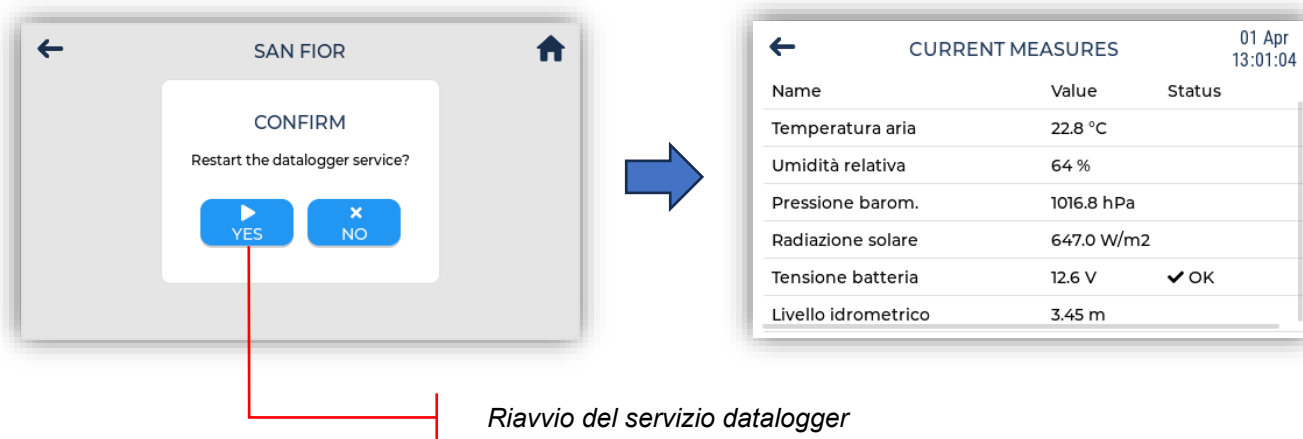 SAN FIOR
CONFIRM
Restart the datalogger service?
YES
NO
CURRENT MEASURES
01 Apr
13:01:04
Name Value Status
Temperatura aria 22.8 °C
Umidità relativa 64 %
Pressione barom. 1016.8 hPa
Radiazione solare 647.0 W/m2
Tensione batteria 12.6 V ✔ OK
Livello idrometrico 3.45 m
Riavvio del servizio datalogger